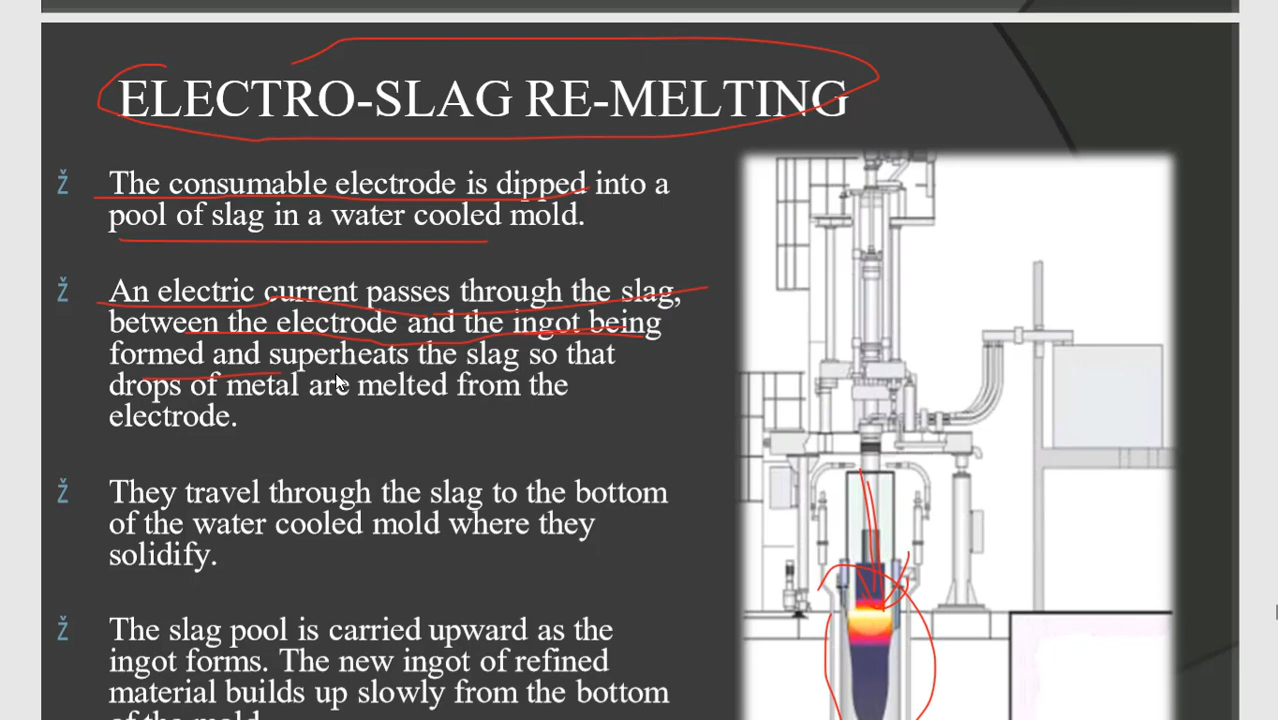 ELECTRO-SLAG RE-MELTING
ž The consumable electrode is dipped into a
pool of slag in a water cooled mold.
ž An electric current passes through the slag,
between the electrode and the ingot being
formed and superheats the slag so that
drops of metal are melted from the
electrode.
ž They travel through the slag to the bottom
of the water cooled mold where they
solidify.
ž The slag pool is carried upward as the
ingot forms. The new ingot of refined
material builds up slowly from the bottom
of the mold